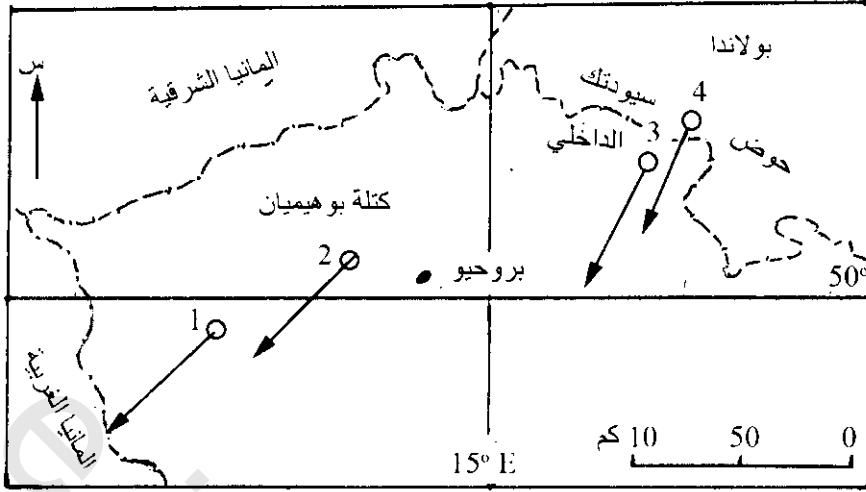 بولاندا
المانيا الشرقية
س
سيودتك
4
3
الداخلي
حوض
كتلة بوهيميان
2
بروحيو
50°
1
المانيا الغربية
15° E
كم 10 50 0